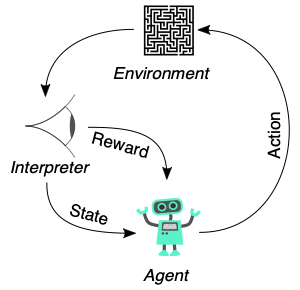 Environment
Reward
Interpreter
Action
State
Agent